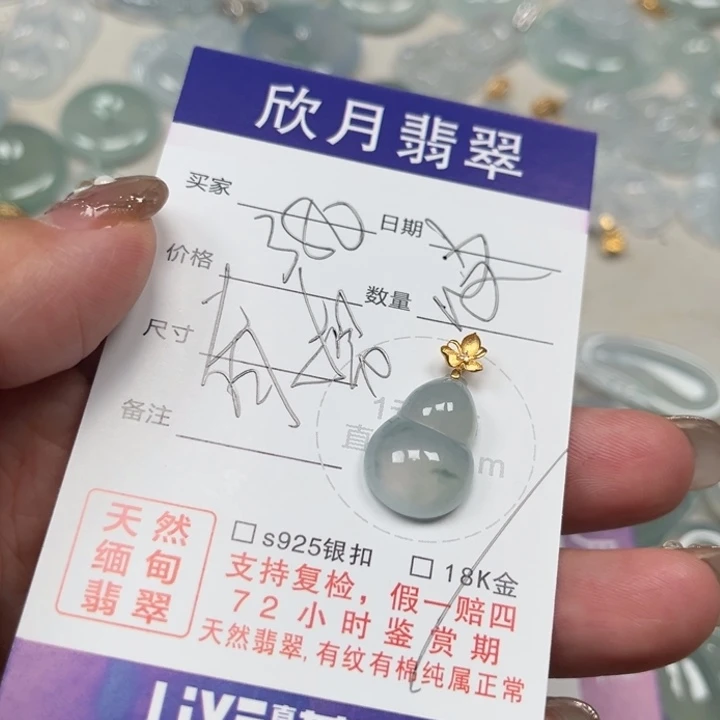 欣月翡翠
买家
380
日期
价格
数量
尺寸
备注
天然
缅甸
翡翠
s925银扣
18K金
支持复检,假一赔四
72小时鉴赏期
天然翡翠,有纹有棉纯属正常
LiVE